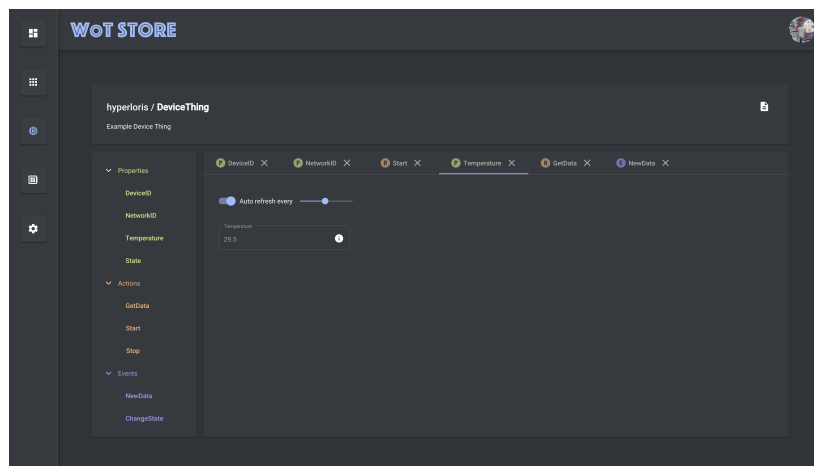 WoT STORE
hyperloris / DeviceThing
Example Device Thing
Properties
DeviceID
NetworkID
Temperature
State
Actions
GetData
Start
Stop
Events
NewData
ChangeState
P DeviceID
P NetworkID
A Start
P Temperature
A GetData
E NewData
Auto refresh every
Temperature
29.5